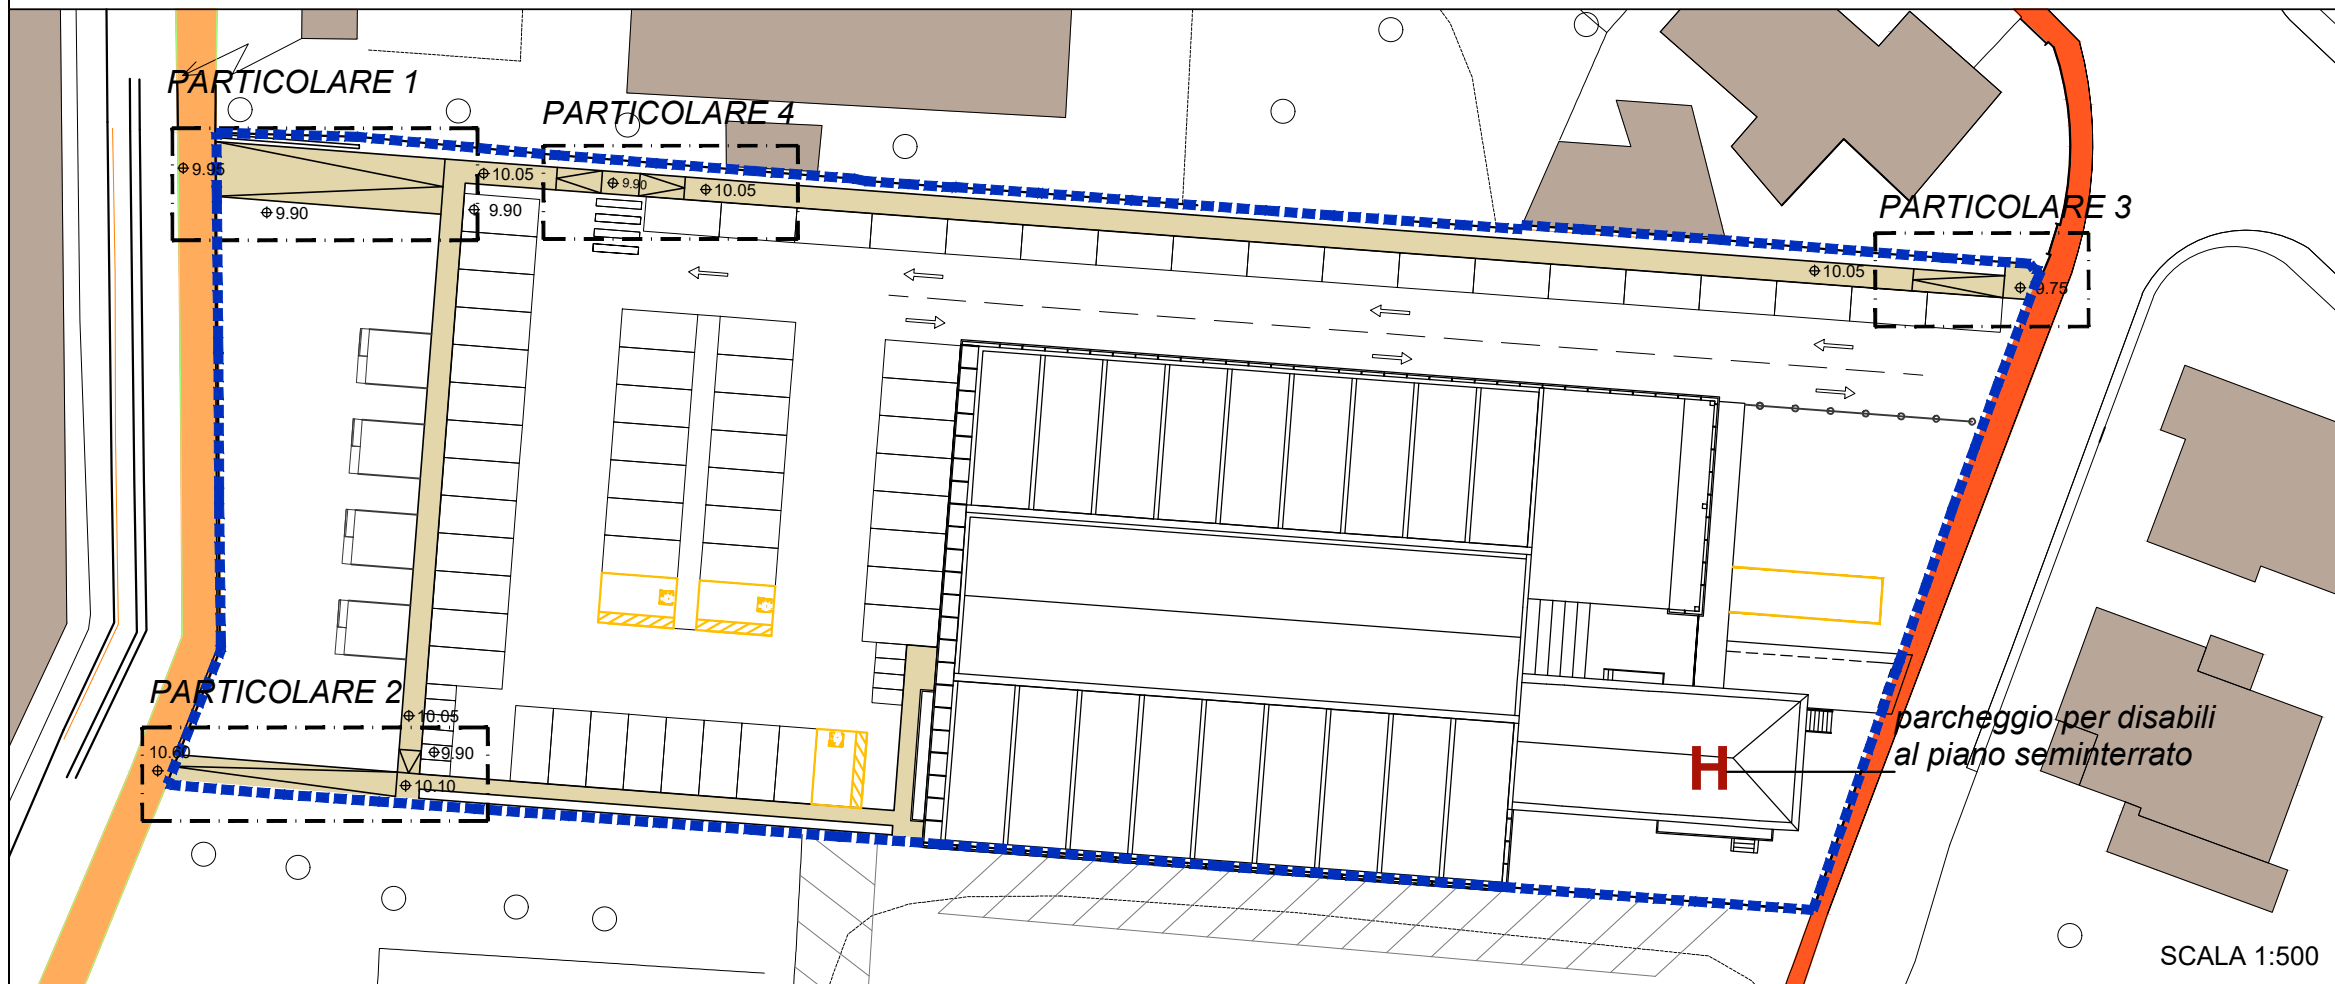 PARTICOLARE 1
PARTICOLARE 4
9.95
10.05
9.90
10.05
9.90
9.90
PARTICOLARE 3
10.05
9.75
PARTICOLARE 2
10.05
10.60
9.90
10.10
parcheggio per disabili
al piano seminterrato
H
SCALA 1:500